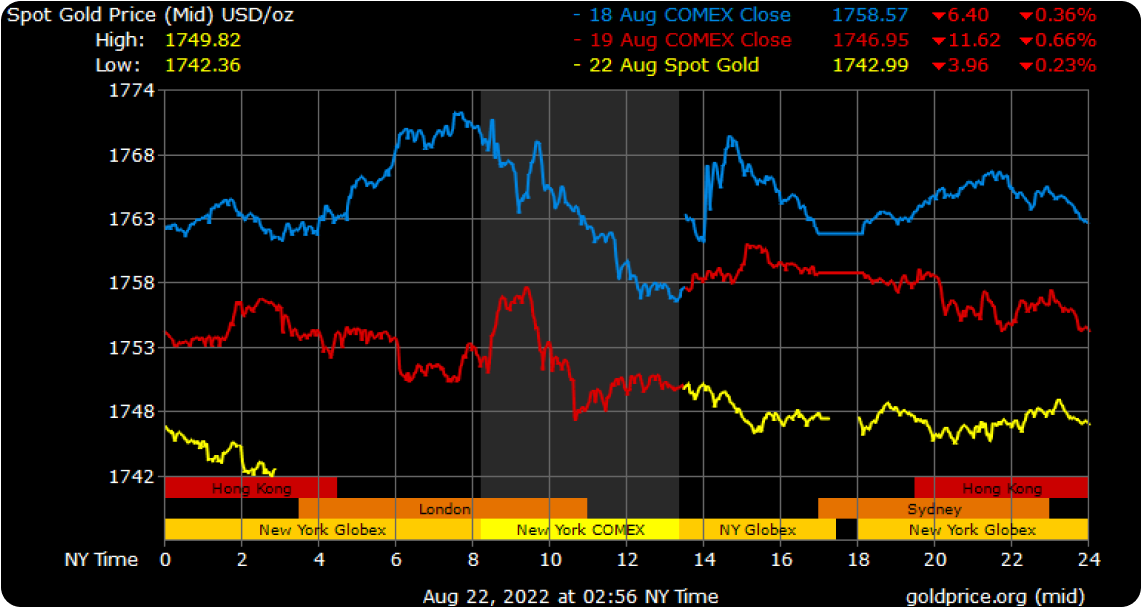 Spot Gold Price (Mid) USD/oz - 18 Aug COMEX Close 1758.57 ▼6.40 ▼0.36%
High: 1749.82 - 19 Aug COMEX Close 1746.95 ▼11.62 ▼0.66%
Low: 1742.36 - 22 Aug Spot Gold 1742.99 ▼3.96 ▼0.23%
1774
1768
1763
1758
1753
1748
1742
Hong Kong Hong Kong
London Sydney
New York Globex New York COMEX NY Globex New York Globex
NY Time 0 2 4 6 8 10 12 14 16 18 20 22 24
Aug 22, 2022 at 02:56 NY Time goldprice.org (mid)